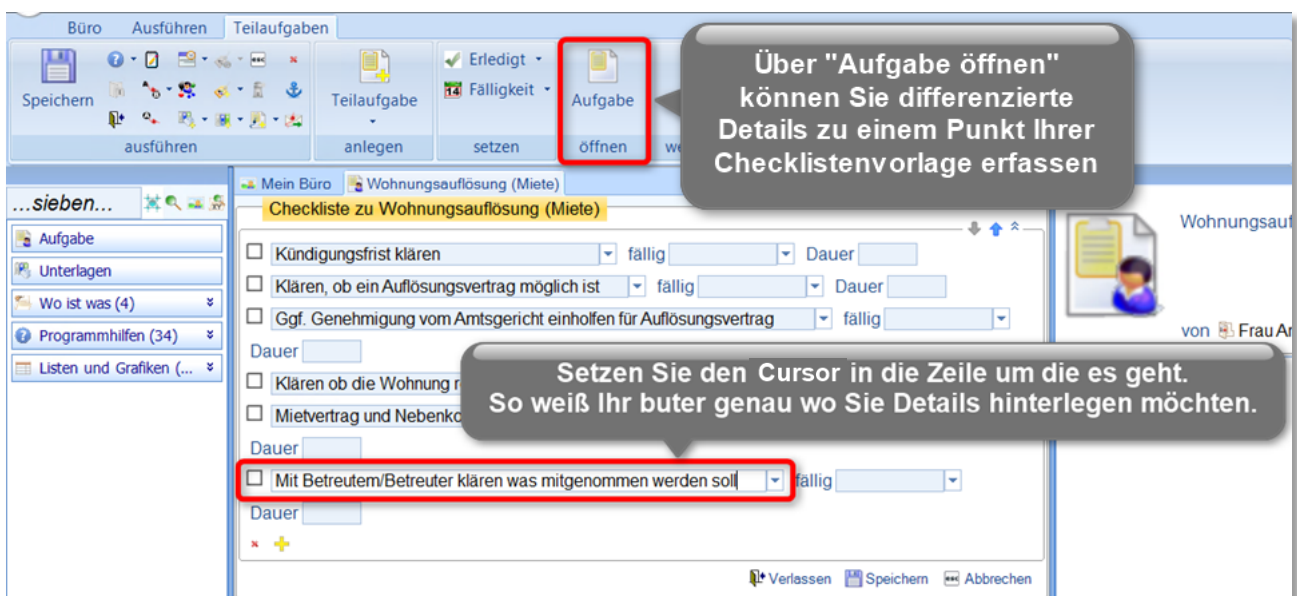 Büro Ausführen Teilaufgaben
Speichern
ausführen
Teilaufgabe
anlegen
Erledigt
14 Fälligkeit
setzen
Aufgabe
öffnen
Über "Aufgabe öffnen"
können Sie differenzierte
Details zu einem Punkt Ihrer
Checklistenvorlage erfassen
...sieben...
Aufgabe
Unterlagen
Wo ist was (4)
Programmhilfen (34)
Listen und Grafiken (...
Mein Büro Wohnungsauflösung (Miete)
Checkliste zu Wohnungsauflösung (Miete)
Kündigungsfrist klären fällig Dauer
Klären, ob ein Auflösungsvertrag möglich ist fällig Dauer
Ggf. Genehmigung vom Amtsgericht einholfen für Auflösungsvertrag fällig
Dauer
Klären ob die Wohnung
Mietvertrag und
Dauer
Setzen Sie den Cursor in die Zeile um die es geht.
So weiß Ihr buter genau wo Sie Details hinterlegen möchten.
Mit Betreutem/Betreuter klären was mitgenommen werden soll fällig
Dauer
Verlassen Speichern Abbrechen
Wohnungsauf
von Frau Ar